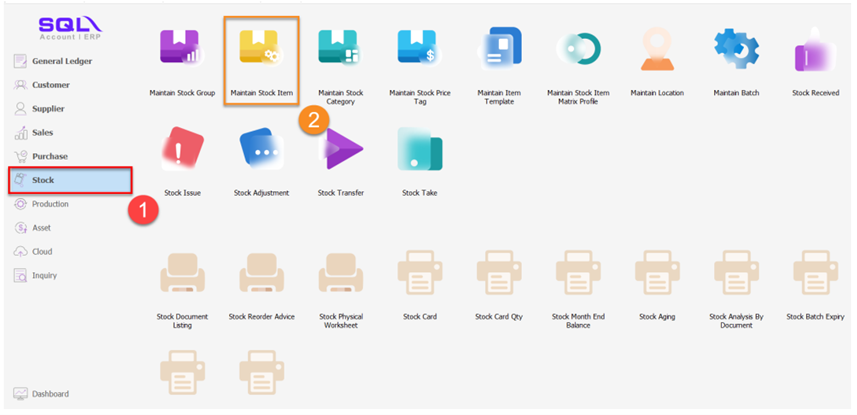 SQL
Account | ERP
General Ledger
Customer
Supplier
Sales
Purchase
Stock
Production
Asset
Cloud
Inquiry
Dashboard
1
Maintain Stock Group
Maintain Stock Item
Maintain Stock
Category
Maintain Stock Price
Tag
Maintain Item
Template
Maintain Stock Item
Matrix Profile
Maintain Location
Maintain Batch
Stock Received
2
Stock Issue
Stock Adjustment
Stock Transfer
Stock Take
Stock Document
Listing
Stock Reorder Advice
Stock Physical
Worksheet
Stock Card
Stock Card Qty
Stock Month End
Balance
Stock Aging
Stock Analysis By
Document
Stock Batch Expiry